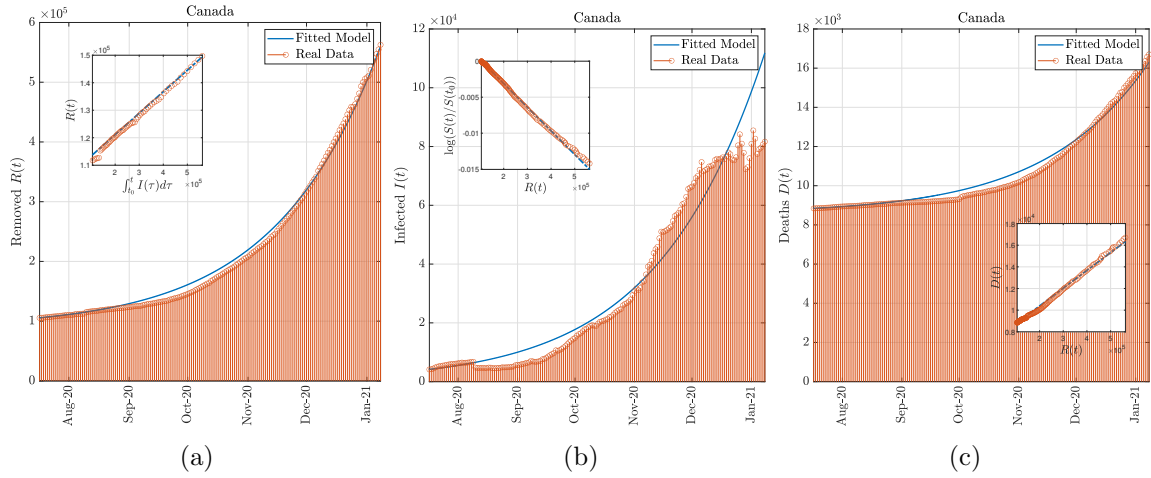 Canada
×10^5
Fitted Model
Real Data
Removed R(t)
6
5
4
3
2
1
0
Aug-20
Sep-20
Oct-20
Nov-20
Dec-20
Jan-21
×10^5
R(t)
1.5
1.4
1.3
1.2
1.1
2
3
4
5
×10^5
∫_{t_0}^{t} I(τ)dτ
(a)
Canada
×10^4
Fitted Model
Real Data
Infected I(t)
12
10
8
6
4
2
0
Aug-20
Sep-20
Oct-20
Nov-20
Dec-20
Jan-21
log(S(t)/S(t_0))
0
-0.005
-0.01
-0.015
2
3
4
5
×10^5
R(t)
(b)
Canada
×10^3
Fitted Model
Real Data
Deaths D(t)
18
16
14
12
10
8
6
4
2
0
Aug-20
Sep-20
Oct-20
Nov-20
Dec-20
Jan-21
×10^4
D(t)
1.8
1.6
1.4
1.2
1
8
2
3
4
5
×10^5
R(t)
(c)